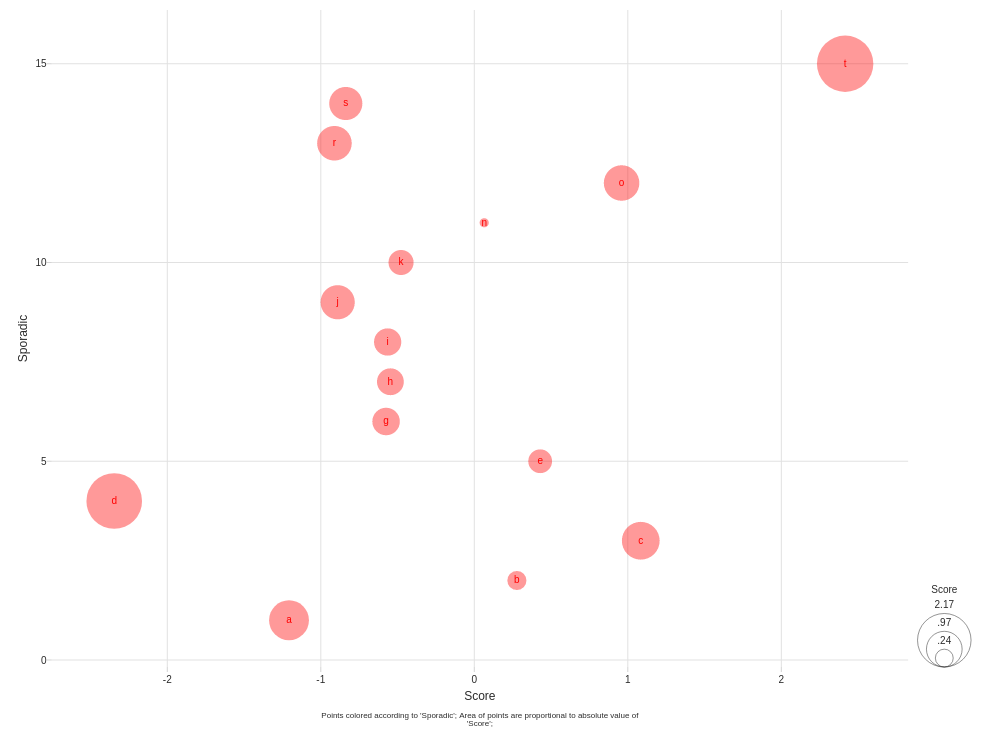 15
t
s
r
o
n
10
k
j
i
h
g
Sporadic
5
e
d
c
b
a
0
-2
-1
0
1
2
Score
Score
2.17
.97
.24
Points colored according to 'Sporadic'; Area of points are proportional to absolute value of
'Score';